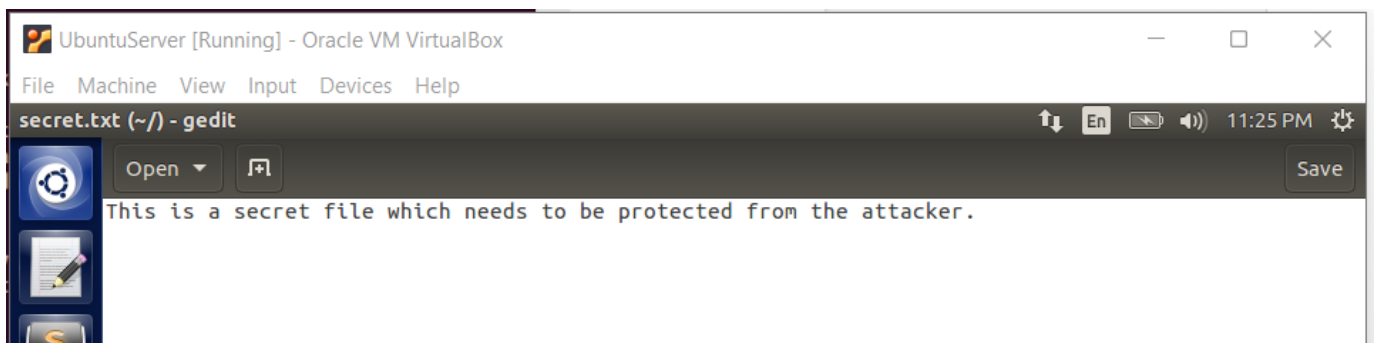 UbuntuServer [Running] - Oracle VM VirtualBox
File Machine View Input Devices Help
secret.txt (~/) - gedit En 11:25 PM
Open Save
This is a secret file which needs to be protected from the attacker.
S